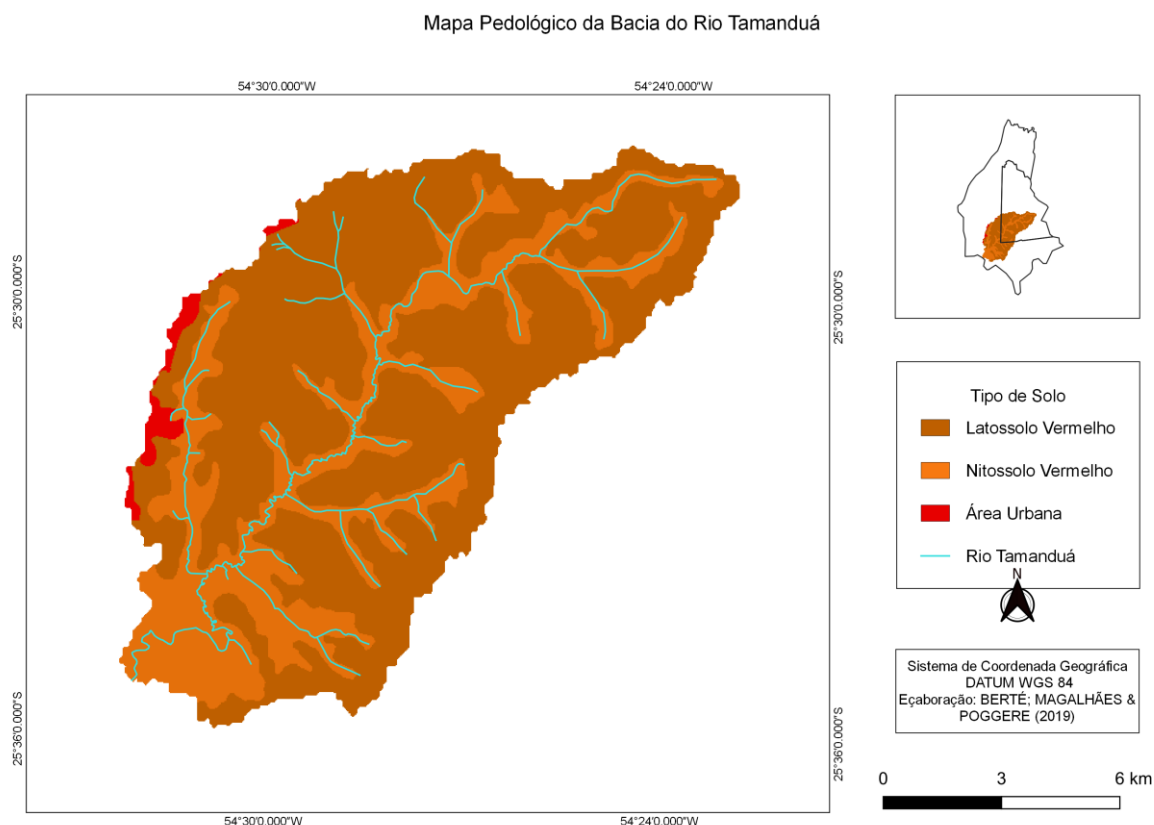 Mapa Pedológico da Bacia do Rio Tamanduá
54°30'0.000"W
54°24'0.000"W
25°30'0.000"S
25°30'0.000"S
Tipo de Solo
Latossolo Vermelho
Nitossolo Vermelho
Área Urbana
Rio Tamanduá
N
Sistema de Coordenada Geográfica
DATUM WGS 84
Eçaboração: BERTÉ; MAGALHÃES &
POGGERE (2019)
25°36'0.000"S
25°36'0.000"S
0 3 6 km
54°30'0.000"W
54°24'0.000"W